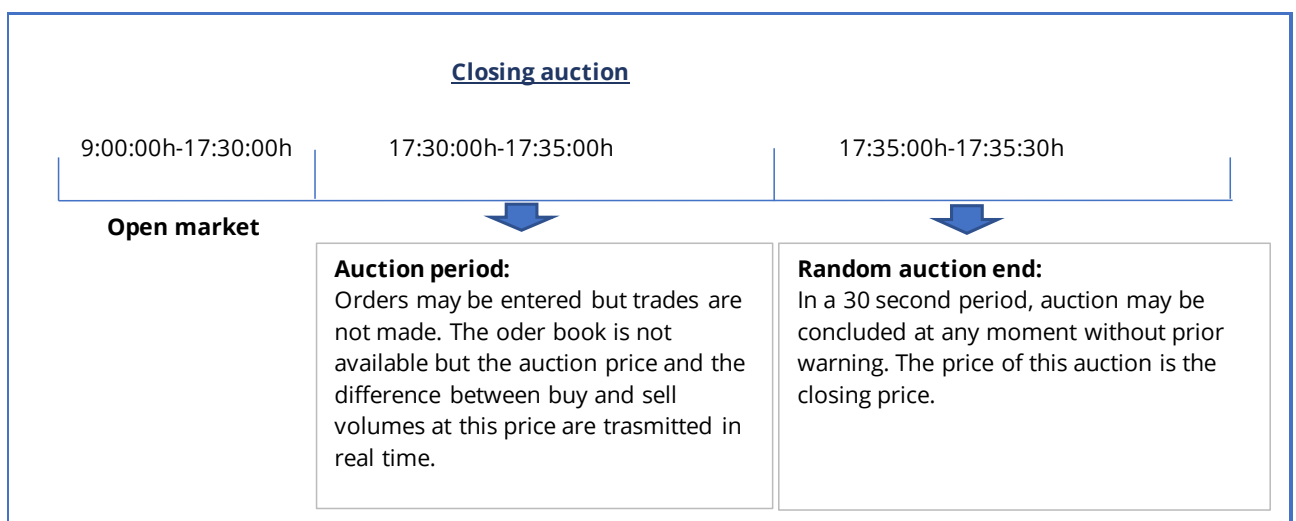 Closing auction
9:00:00h-17:30:00h
17:30:00h-17:35:00h
17:35:00h-17:35:30h
Open market
Auction period:
Orders may be entered but trades are
not made. The oder book is not
available but the auction price and the
difference between buy and sell
volumes at this price are trasmitted in
real time.
Random auction end:
In a 30 second period, auction may be
concluded at any moment without prior
warning. The price of this auction is the
closing price.